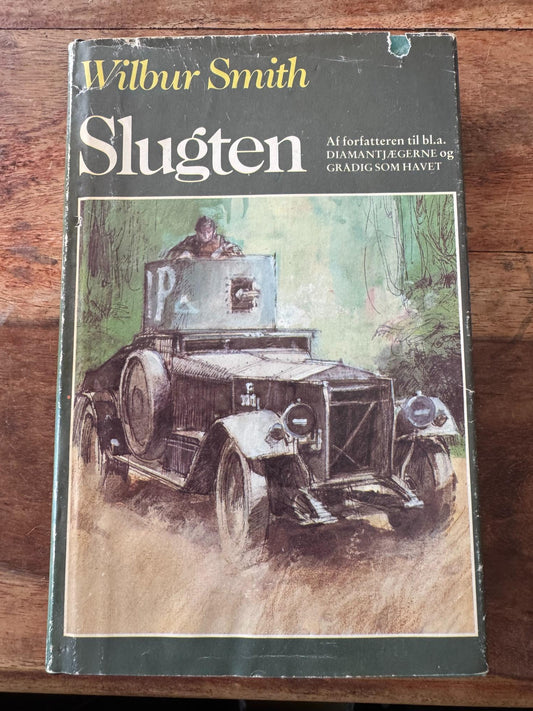 Wilbur Smith
Slugten
Af forfatteren til bl.a.
DIAMANTJÆGERNE og
GRÅDIG SOM HAVET
P